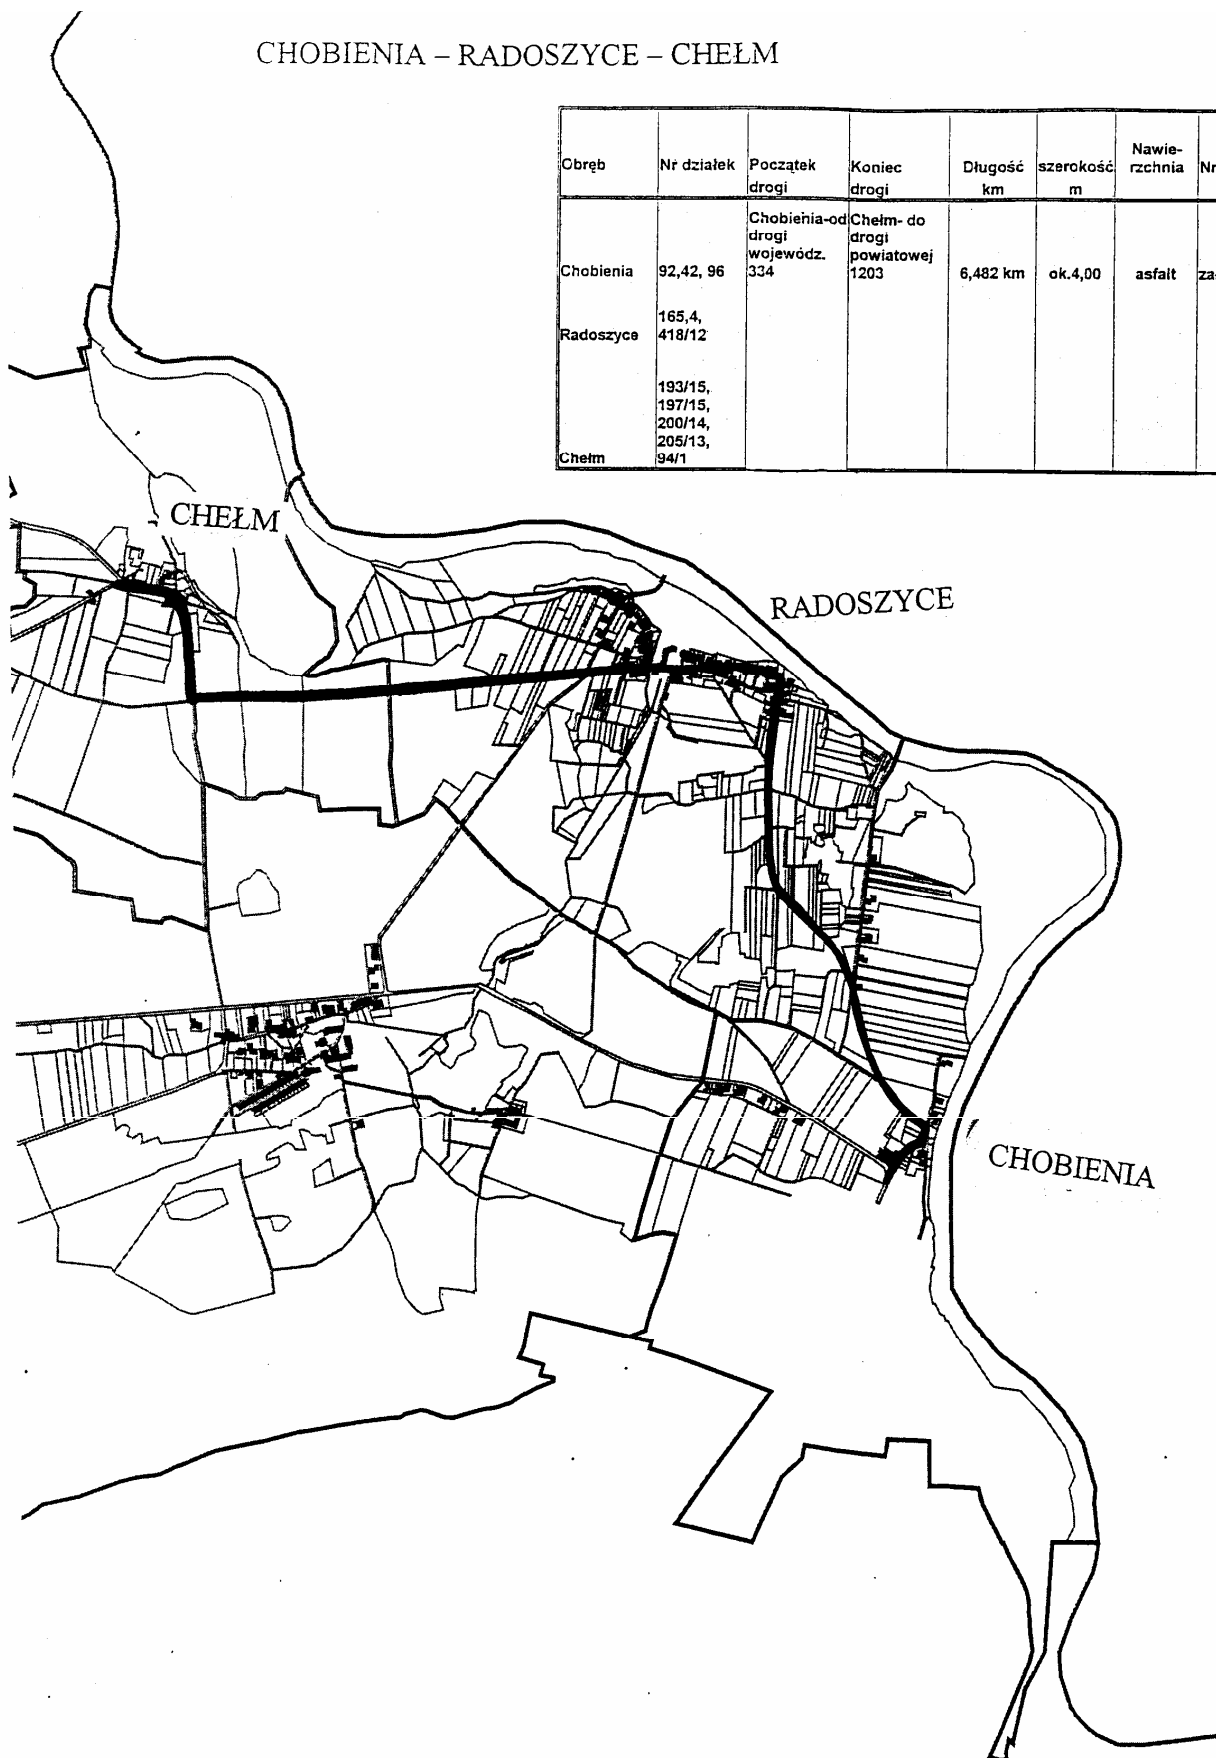 CHOBIENIA – RADOSZYCE – CHEŁM
Obręb
Nr działek
Początek
drogi
Koniec
drogi
Długość
km
szerokość
m
Nawie-
rzchnia
Nr
Chobienia
92,42, 96
Chobienia-od
drogi
wojewódz.
334
Chełm- do
drogi
powiatowej
1203
6,482 km
ok.4,00
asfalt
za
Radoszyce
165,4,
418/12
Chełm
193/15,
197/15,
200/14,
205/13,
94/1
CHEŁM
RADOSZYCE
CHOBIENIA